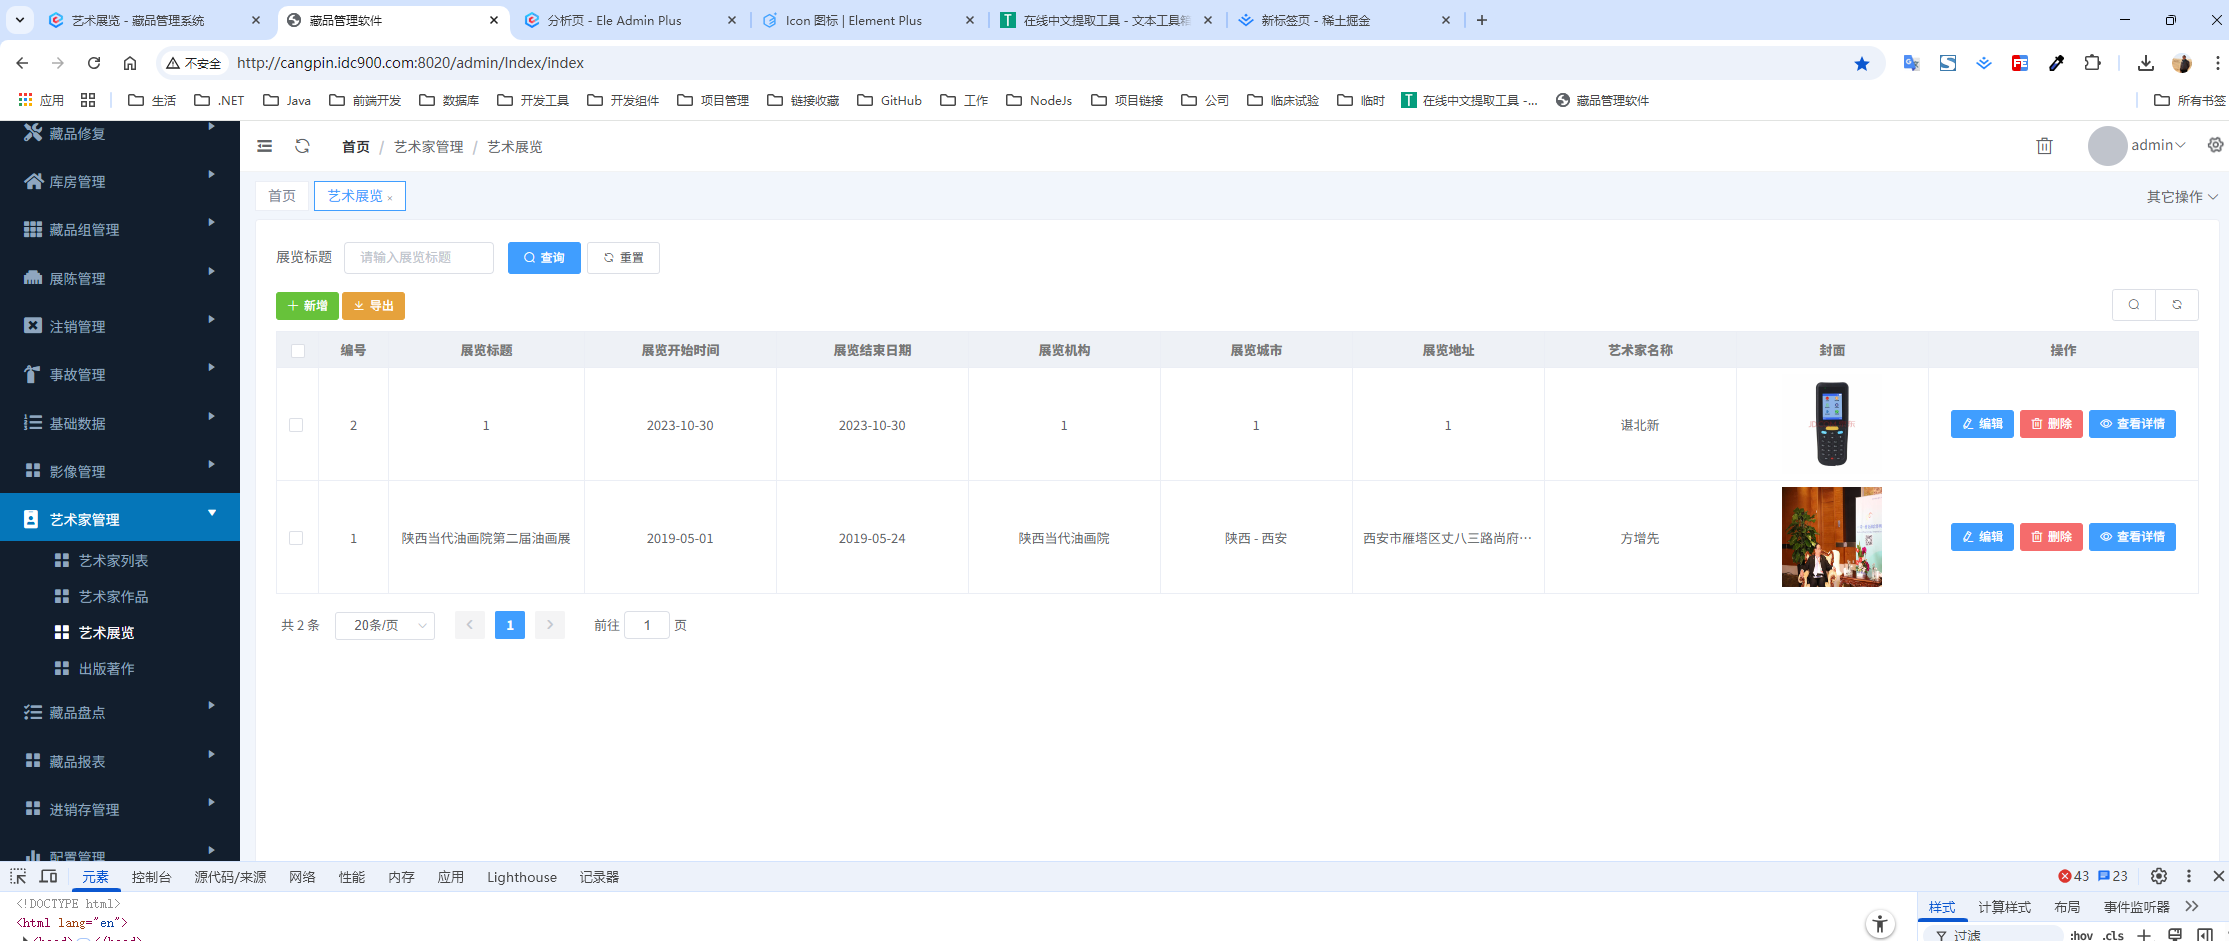 艺术展览 - 藏品管理系统
藏品管理软件
分析页 - Ele Admin Plus
Icon 图标 | Element Plus
在线中文提取工具 - 文本工具箱
新标签页 - 稀土掘金
不安全 http://cangpin.idc900.com:8020/admin/Index/index
应用 生活 .NET Java 前端开发 数据库 开发工具 开发组件 项目管理 链接收藏 GitHub 工作 NodeJs 项目链接 公司 临床试验 临时 在线中文提取工具 -... 藏品管理软件 所有书签
藏品修复
库房管理
藏品组管理
展陈管理
注销管理
事故管理
基础数据
影像管理
艺术家管理
艺术家列表
艺术家作品
艺术展览
出版著作
藏品盘点
藏品报表
进销存管理
配置管理
首页 / 艺术家管理 / 艺术展览
admin
首页 艺术展览 ×
其它操作
展览标题 请输入展览标题 查询 重置
新增 导出
编号 展览标题 展览开始时间 展览结束日期 展览机构 展览城市 展览地址 艺术家名称 封面 操作
2 1 2023-10-30 2023-10-30 1 1 1 谌北新 编辑 删除 查看详情
1 陕西当代油画院第二届油画展 2019-05-01 2019-05-24 陕西当代油画院 陕西 - 西安 西安市雁塔区丈八三路尚府… 方增先 编辑 删除 查看详情
共 2 条 20条/页 1 前往 1 页
元素 控制台 源代码/来源 网络 性能 内存 应用 Lighthouse 记录器 43 23
<!DOCTYPE html>
<html lang="en">
样式 计算样式 布局 事件监听器
过滤 :hov .cls